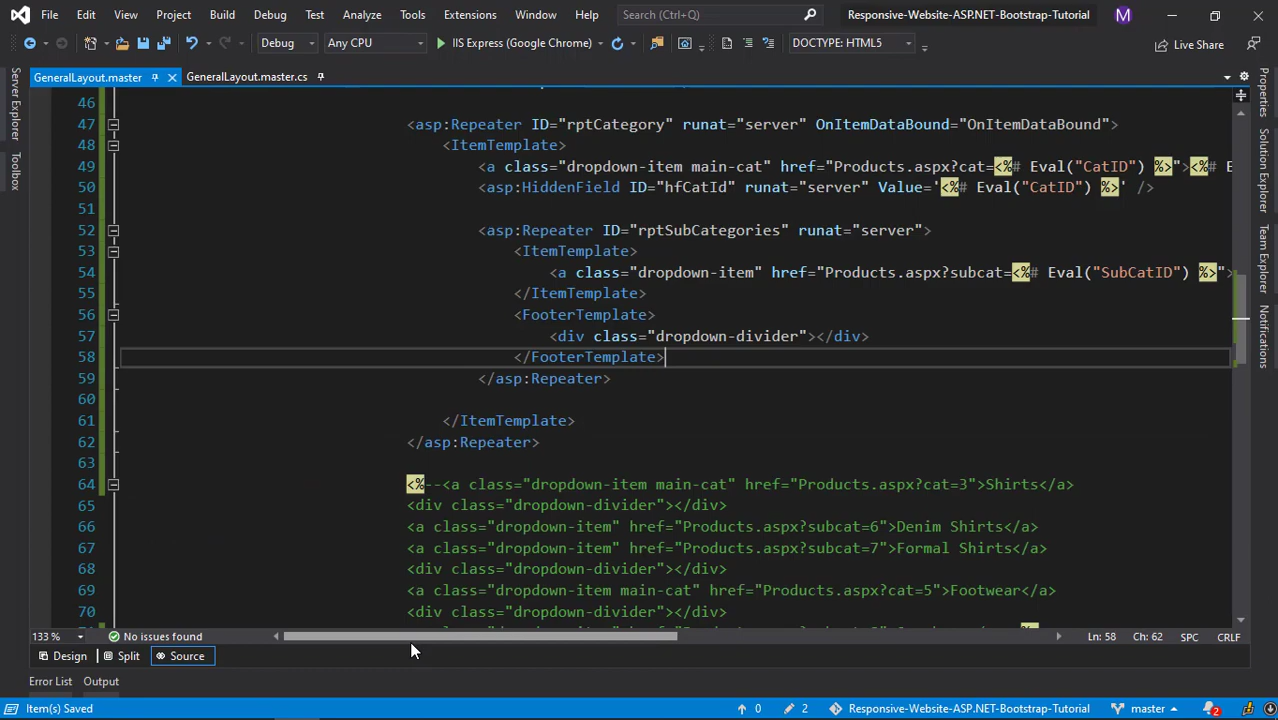 File Edit View Project Build Debug Test Analyze Tools Extensions Window Help Search (Ctrl+Q) Responsive-Website-ASP.NET-Bootstrap-Tutorial M
Debug Any CPU IIS Express (Google Chrome) DOCTYPE: HTML5 Live Share
GeneralLayout.master GeneralLayout.master.cs
Server Explorer
Toolbox
Properties
Solution Explorer
Team Explorer
Notifications
46
47 <asp:Repeater ID="rptCategory" runat="server" OnItemDataBound="OnItemDataBound">
48 <ItemTemplate>
49 <a class="dropdown-item main-cat" href="Products.aspx?cat=<%# Eval("CatID") %>"><%# E
50 <asp:HiddenField ID="hfCatId" runat="server" Value='<%# Eval("CatID") %>' />
51
52 <asp:Repeater ID="rptSubCategories" runat="server">
53 <ItemTemplate>
54 <a class="dropdown-item" href="Products.aspx?subcat=<%# Eval("SubCatID") %>">
55 </ItemTemplate>
56 <FooterTemplate>
57 <div class="dropdown-divider"></div>
58 </FooterTemplate>
59 </asp:Repeater>
60
61 </ItemTemplate>
62 </asp:Repeater>
63
64 <%--<a class="dropdown-item main-cat" href="Products.aspx?cat=3">Shirts</a>
65 <div class="dropdown-divider"></div>
66 <a class="dropdown-item" href="Products.aspx?subcat=6">Denim Shirts</a>
67 <a class="dropdown-item" href="Products.aspx?subcat=7">Formal Shirts</a>
68 <div class="dropdown-divider"></div>
69 <a class="dropdown-item main-cat" href="Products.aspx?cat=5">Footwear</a>
70 <div class="dropdown-divider"></div>
133 % No issues found Ln: 58 Ch: 62 SPC CRLF
Design Split Source
Error List Output
Item(s) Saved 0 2 Responsive-Website-ASP.NET-Bootstrap-Tutorial master 2